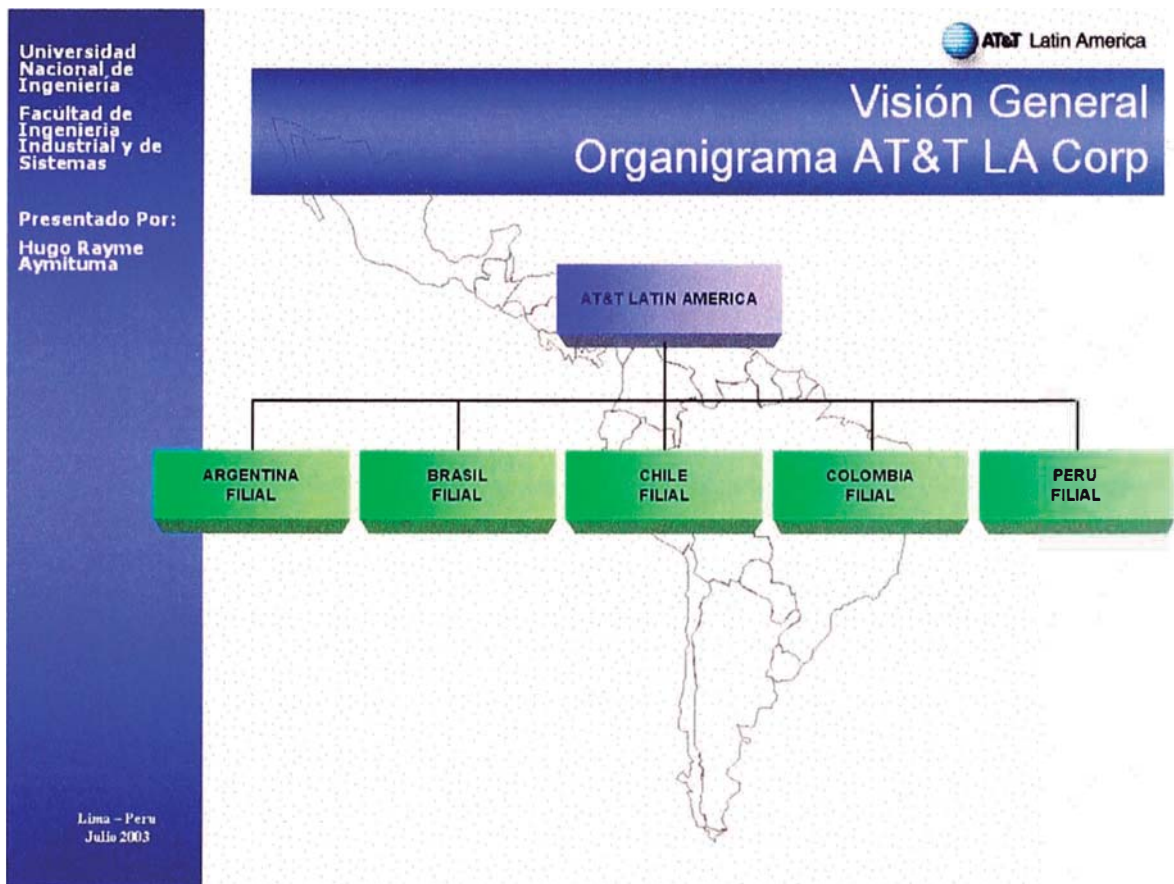 Universidad
Nacional de
Ingeniería
Facultad de
Ingenieria
Industrial y de
Sistemas
Presentado Por:
Hugo Rayme
Aymituma
AT&T Latin America
Visión General
Organigrama AT&T LA Corp
AT&T LATIN AMERICA
ARGENTINA
FILIAL
BRASIL
FILIAL
CHILE
FILIAL
COLOMBIA
FILIAL
PERU
FILIAL
Lima – Peru
Julio 2003